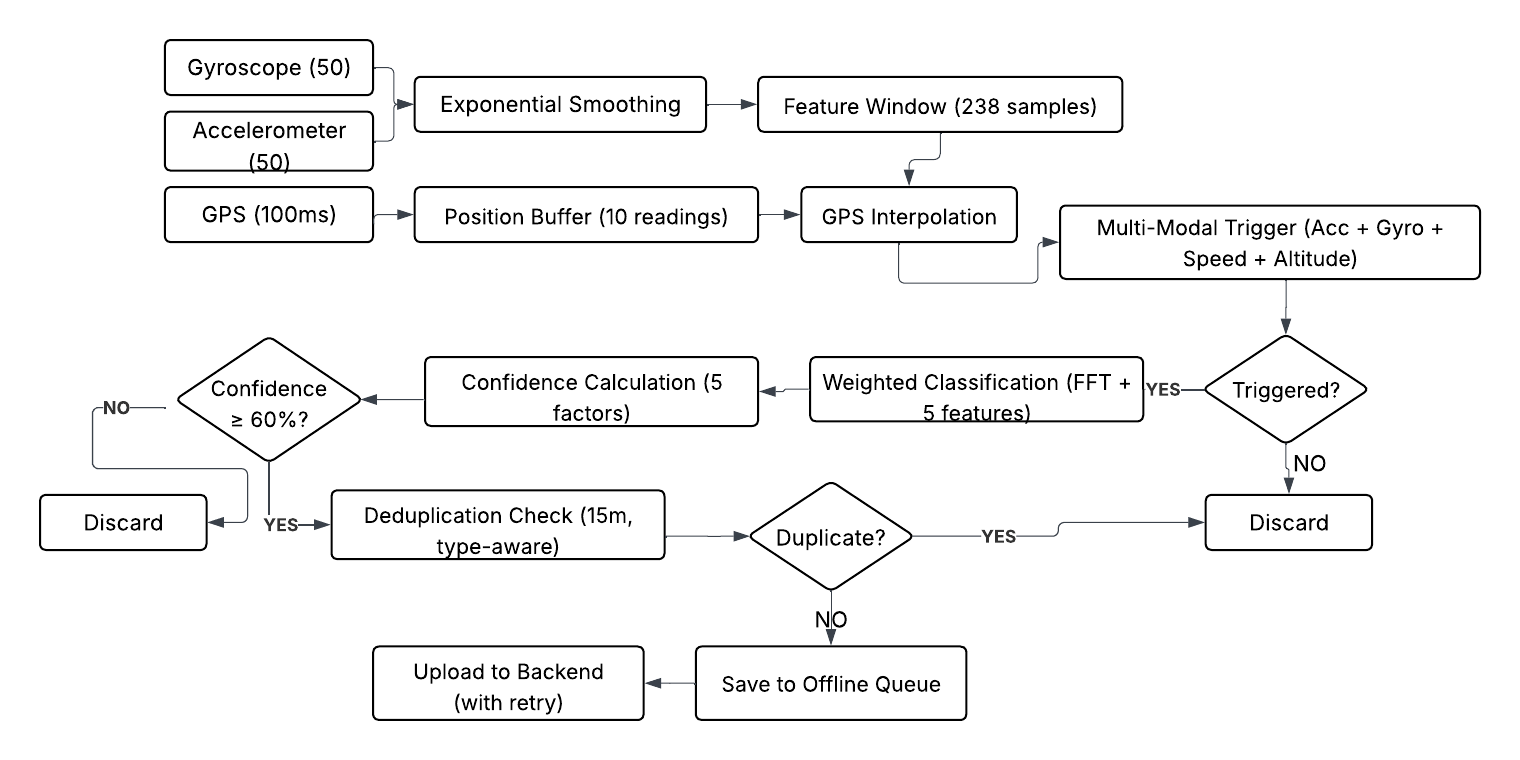 Gyroscope (50)
Accelerometer
(50)
Exponential Smoothing
Feature Window (238 samples)
GPS (100ms)
Position Buffer (10 readings)
GPS Interpolation
Multi-Modal Trigger (Acc + Gyro +
Speed + Altitude)
Triggered?
YES
Weighted Classification (FFT +
5 features)
Confidence Calculation (5
factors)
Confidence
≥ 60%?
NO
NO
Discard
YES
Deduplication Check (15m,
type-aware)
Duplicate?
YES
Discard
NO
Save to Offline Queue
Upload to Backend
(with retry)